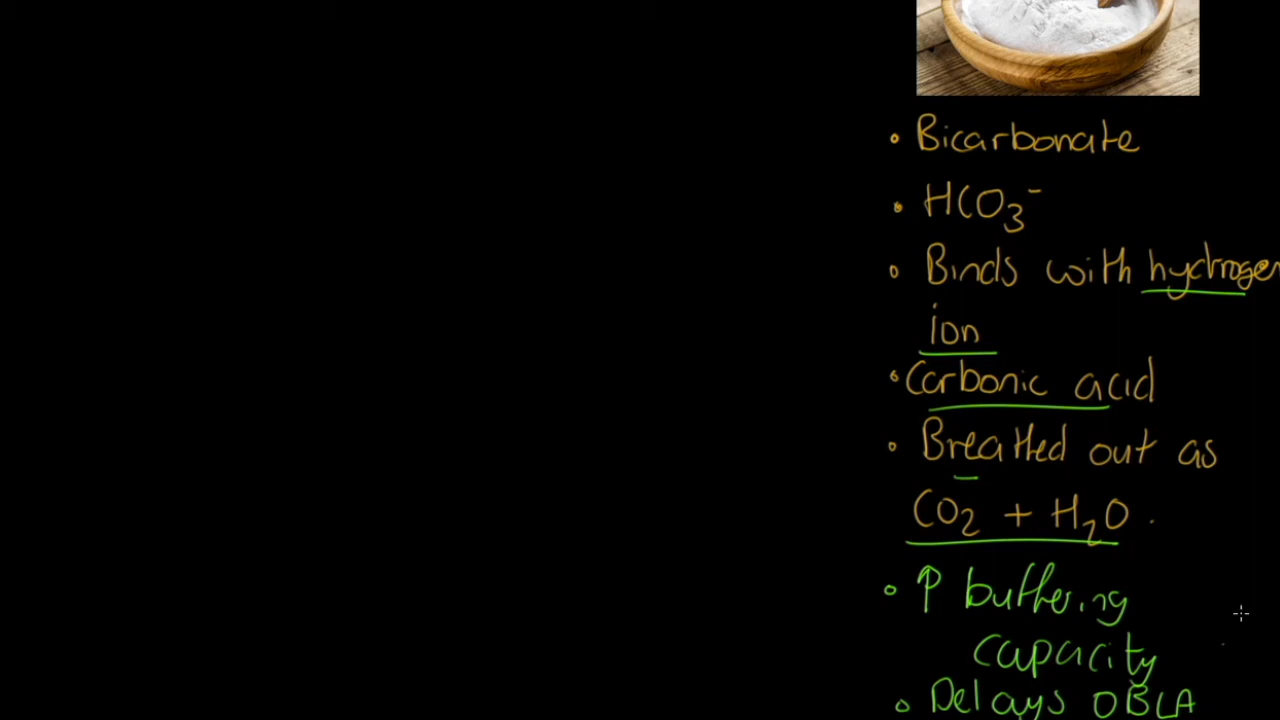 • Bicarbonate
• HCO3⁻
• Binds with hydrogen
ion
• Carbonic acid
• Breathed out as
CO2 + H2O .
• ↑ buffering
capacity
• Delays OBLA